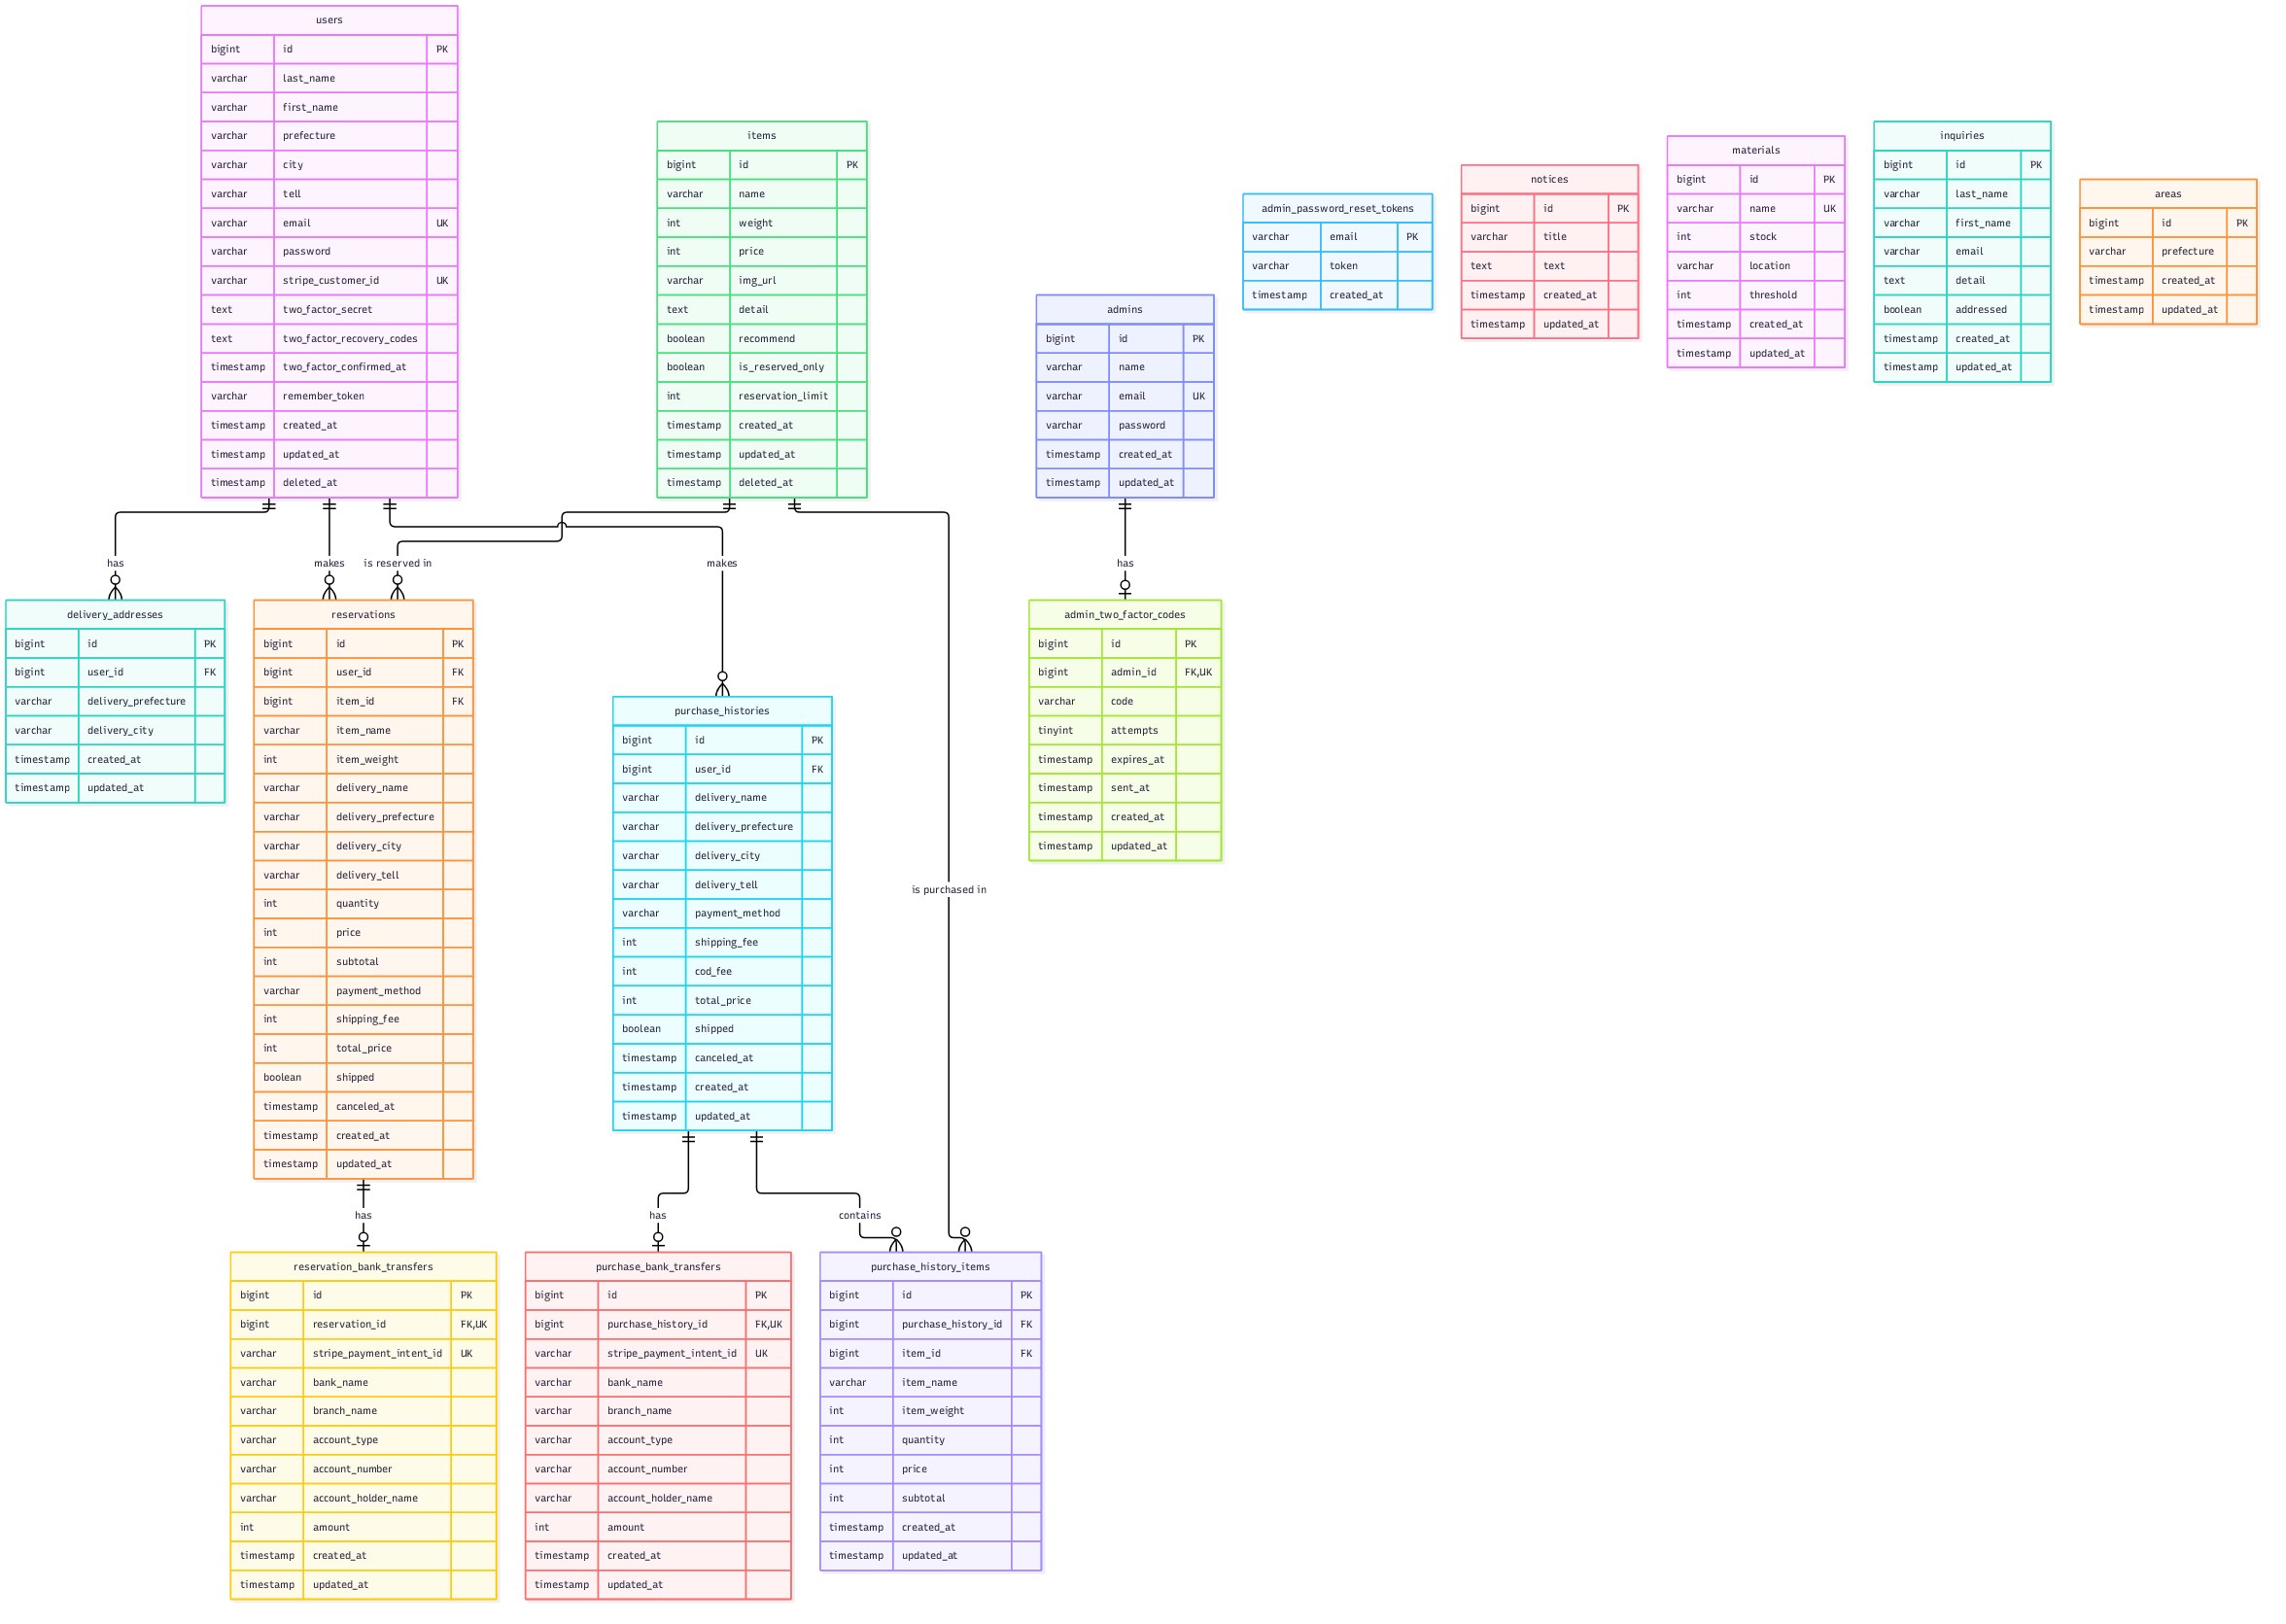 users
bigint id PK
varchar last_name
varchar first_name
varchar prefecture
varchar city
varchar tell
varchar email UK
varchar password
varchar stripe_customer_id UK
text two_factor_secret
text two_factor_recovery_codes
timestamp two_factor_confirmed_at
varchar remember_token
timestamp created_at
timestamp updated_at
timestamp deleted_at
items
bigint id PK
varchar name
int weight
int price
varchar img_url
text detail
boolean recommend
boolean is_reserved_only
int reservation_limit
timestamp created_at
timestamp updated_at
timestamp deleted_at
admins
bigint id PK
varchar name
varchar email UK
varchar password
timestamp created_at
timestamp updated_at
admin_password_reset_tokens
varchar email PK
varchar token
timestamp created_at
notices
bigint id PK
varchar title
text text
timestamp created_at
timestamp updated_at
materials
bigint id PK
varchar name UK
int stock
varchar location
int threshold
timestamp created_at
timestamp updated_at
inquiries
bigint id PK
varchar last_name
varchar first_name
varchar email
text detail
boolean addressed
timestamp created_at
timestamp updated_at
areas
bigint id PK
varchar prefecture
timestamp created_at
timestamp updated_at
has
makes
is reserved in
makes
has
delivery_addresses
bigint id PK
bigint user_id FK
varchar delivery_prefecture
varchar delivery_city
timestamp created_at
timestamp updated_at
reservations
bigint id PK
bigint user_id FK
bigint item_id FK
varchar item_name
int item_weight
varchar delivery_name
varchar delivery_prefecture
varchar delivery_city
varchar delivery_tell
int quantity
int price
int subtotal
varchar payment_method
int shipping_fee
int total_price
boolean shipped
timestamp canceled_at
timestamp created_at
timestamp updated_at
purchase_histories
bigint id PK
bigint user_id FK
varchar delivery_name
varchar delivery_prefecture
varchar delivery_city
varchar delivery_tell
varchar payment_method
int shipping_fee
int cod_fee
int total_price
boolean shipped
timestamp canceled_at
timestamp created_at
timestamp updated_at
is purchased in
admin_two_factor_codes
bigint id PK
bigint admin_id FK,UK
varchar code
tinyint attempts
timestamp expires_at
timestamp sent_at
timestamp created_at
timestamp updated_at
has
has
contains
reservation_bank_transfers
bigint id PK
bigint reservation_id FK,UK
varchar stripe_payment_intent_id UK
varchar bank_name
varchar branch_name
varchar account_type
varchar account_number
varchar account_holder_name
int amount
timestamp created_at
timestamp updated_at
purchase_bank_transfers
bigint id PK
bigint purchase_history_id FK,UK
varchar stripe_payment_intent_id UK
varchar bank_name
varchar branch_name
varchar account_type
varchar account_number
varchar account_holder_name
int amount
timestamp created_at
timestamp updated_at
purchase_history_items
bigint id PK
bigint purchase_history_id FK
bigint item_id FK
varchar item_name
int item_weight
int quantity
int price
int subtotal
timestamp created_at
timestamp updated_at